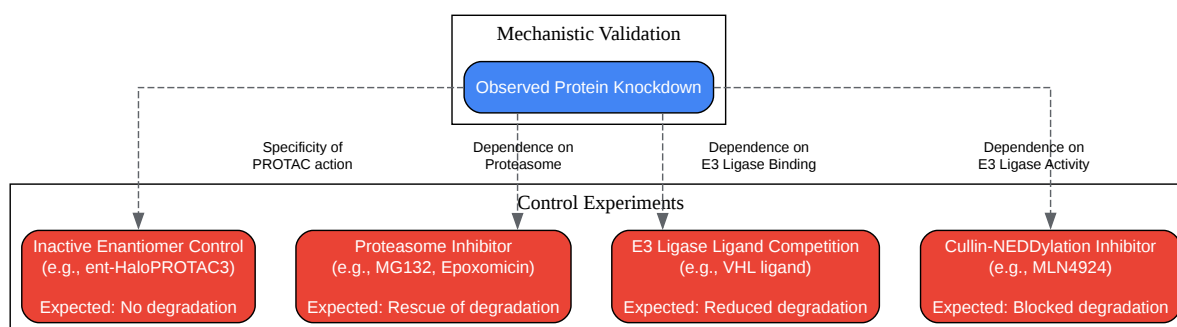 Mechanistic Validation
Observed Protein Knockdown
Specificity of
PROTAC action
Dependence on
Proteasome
Dependence on
E3 Ligase Binding
Dependence on
E3 Ligase Activity
Control Experiments
Inactive Enantiomer Control
(e.g., ent-HaloPROTAC3)
Expected: No degradation
Proteasome Inhibitor
(e.g., MG132, Epoxomicin)
Expected: Rescue of degradation
E3 Ligase Ligand Competition
(e.g., VHL ligand)
Expected: Reduced degradation
Cullin-NEDDylation Inhibitor
(e.g., MLN4924)
Expected: Blocked degradation